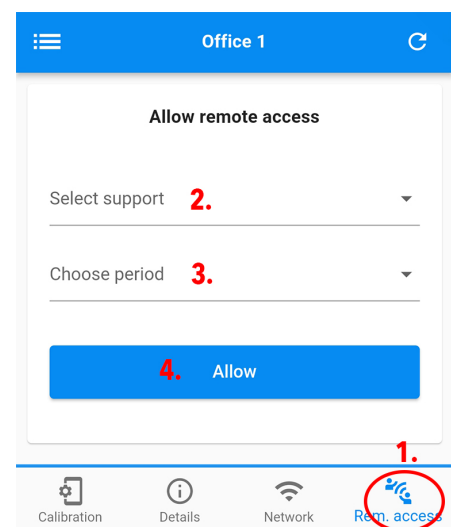 Office 1
Allow remote access
Select support 2.
Choose period 3.
4. Allow
1.
Calibration Details Network Rem. access